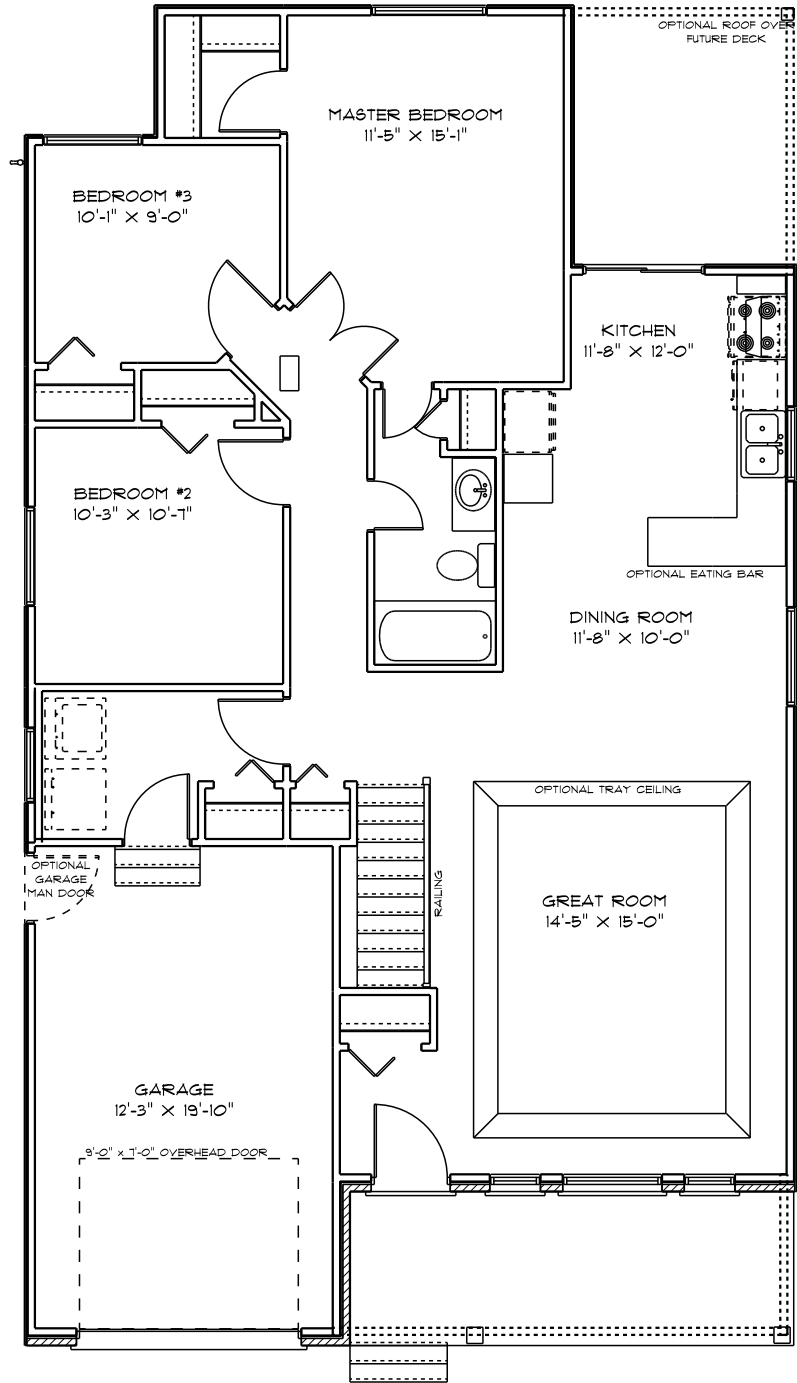 OPTIONAL ROOF OVER
FUTURE DECK
MASTER BEDROOM
11'-5" X 15'-1"
BEDROOM #3
10'-1" X 9'-0"
KITCHEN
11'-8" X 12'-0"
BEDROOM #2
10'-3" X 10'-7"
OPTIONAL EATING BAR
DINING ROOM
11'-8" X 10'-0"
OPTIONAL TRAY CEILING
OPTIONAL
GARAGE
MAN DOOR
RAILING
GREAT ROOM
14'-5" X 15'-0"
GARAGE
12'-3" X 19'-10"
9'-0" x 7'-0" OVERHEAD DOOR